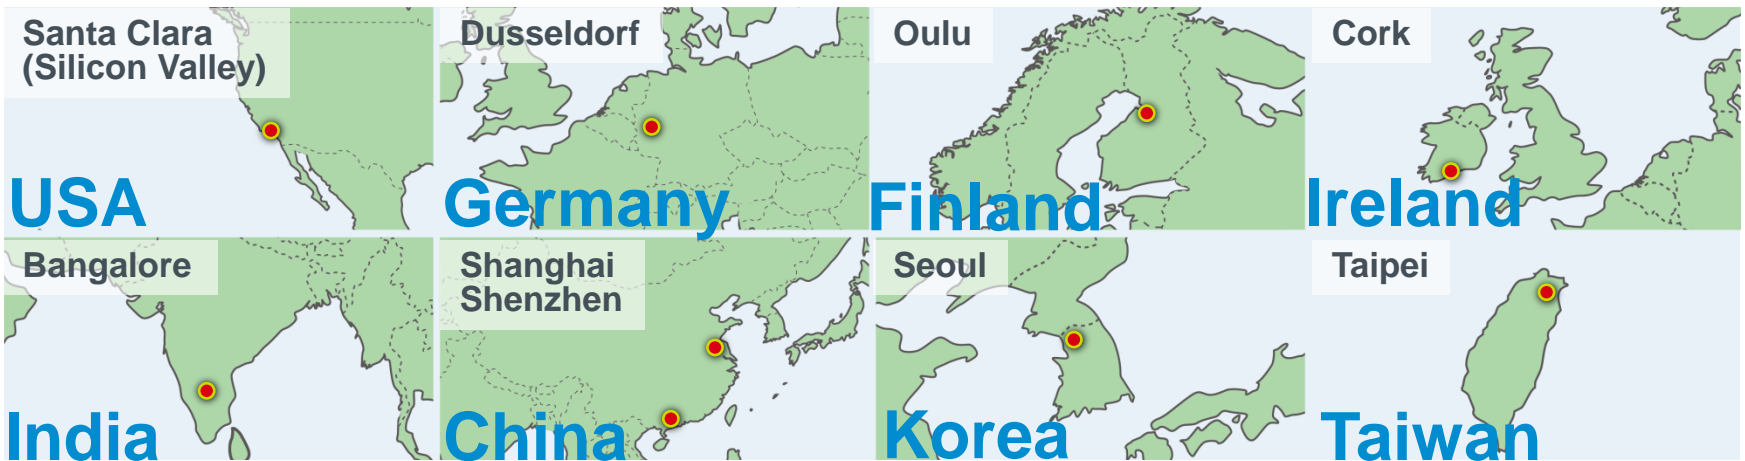 Santa Clara
(Silicon Valley)
USA
Dusseldorf
Germany
Oulu
Finland
Cork
Ireland
Bangalore
India
Shanghai
Shenzhen
China
Seoul
Korea
Taipei
Taiwan